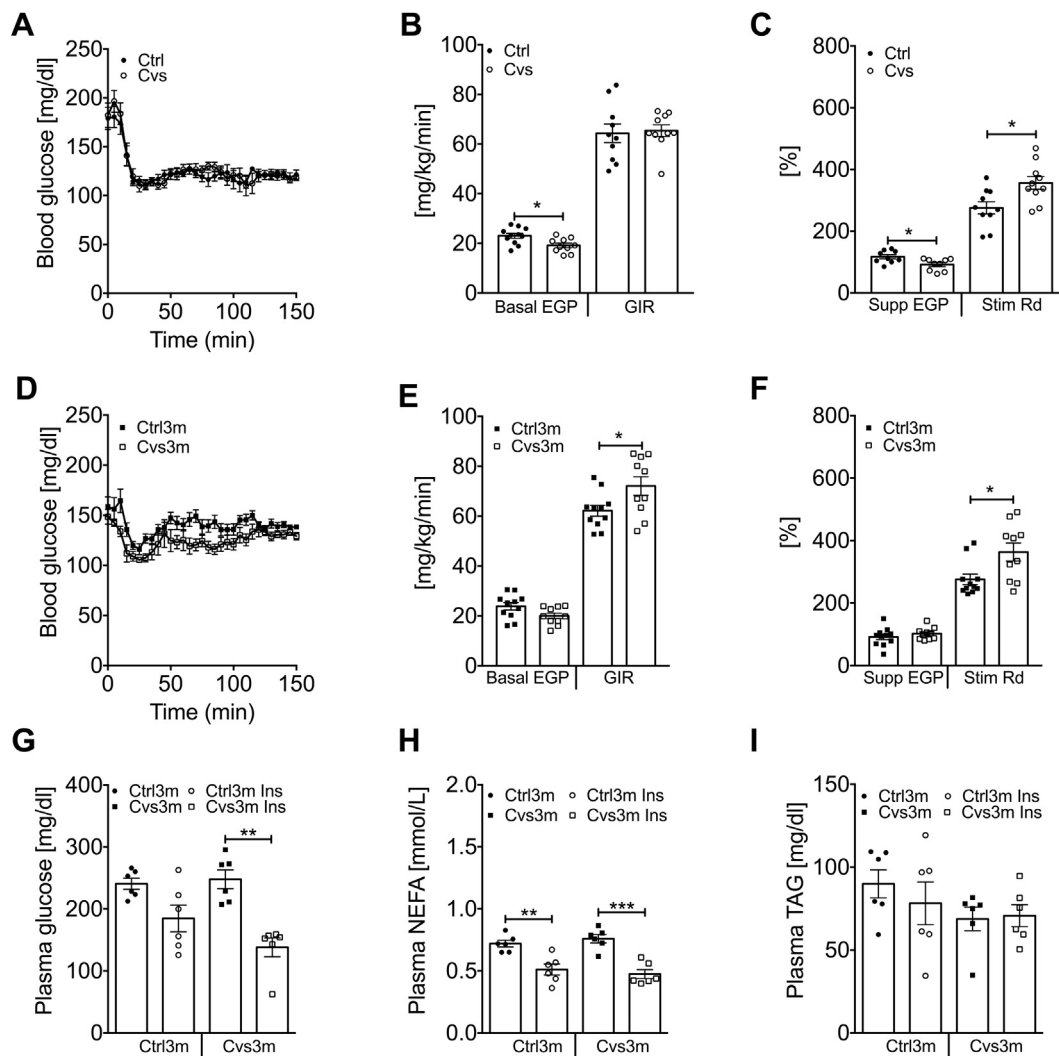 A
Blood glucose [mg/dl]
250
200
150
100
50
0
Ctrl
Cvs
0
50
100
150
Time (min)
B
[mg/kg/min]
100
80
60
40
20
0
Ctrl
Cvs
*
Basal EGP
GIR
C
[%]
800
600
400
200
0
Ctrl
Cvs
*
*
Supp EGP
Stim Rd
D
Blood glucose [mg/dl]
250
200
150
100
50
0
Ctrl3m
Cvs3m
0
50
100
150
Time (min)
E
[mg/kg/min]
100
80
60
40
20
0
Ctrl3m
Cvs3m
*
Basal EGP
GIR
F
[%]
800
600
400
200
0
Ctrl3m
Cvs3m
*
Supp EGP
Stim Rd
G
Plasma glucose [mg/dl]
400
300
200
100
0
Ctrl3m
Ctrl3m Ins
Cvs3m
Cvs3m Ins
**
Ctrl3m
Cvs3m
H
Plasma NEFA [mmol/L]
2.0
1.5
1.0
0.5
0.0
Ctrl3m
Ctrl3m Ins
Cvs3m
Cvs3m Ins
**
***
Ctrl3m
Cvs3m
I
Plasma TAG [mg/dl]
150
100
50
0
Ctrl3m
Ctrl3m Ins
Cvs3m
Cvs3m Ins
Ctrl3m
Cvs3m